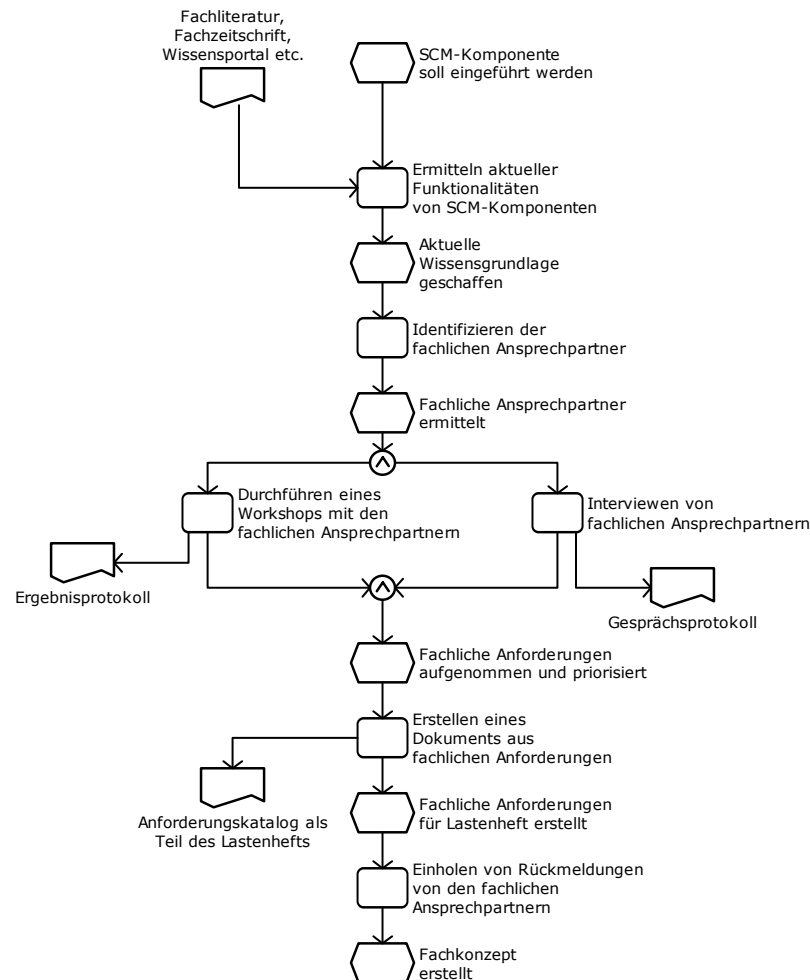 Fachliteratur,
Fachzeitschrift,
Wissensportal etc.
SCM-Komponente
soll eingeführt werden
Ermitteln aktueller
Funktionalitäten
von SCM-Komponenten
Aktuelle
Wissensgrundlage
geschaffen
Identifizieren der
fachlichen Ansprechpartner
Fachliche Ansprechpartner
ermittelt
Durchführen eines
Workshops mit den
fachlichen Ansprechpartnern
Interviewen von
fachlichen Ansprechpartnern
Ergebnisprotokoll
Gesprächsprotokoll
Fachliche Anforderungen
aufgenommen und priorisiert
Erstellen eines
Dokuments aus
fachlichen Anforderungen
Anforderungskatalog als
Teil des Lastenhefts
Fachliche Anforderungen
für Lastenheft erstellt
Einholen von Rückmeldungen
von den fachlichen
Ansprechpartnern
Fachkonzept
erstellt